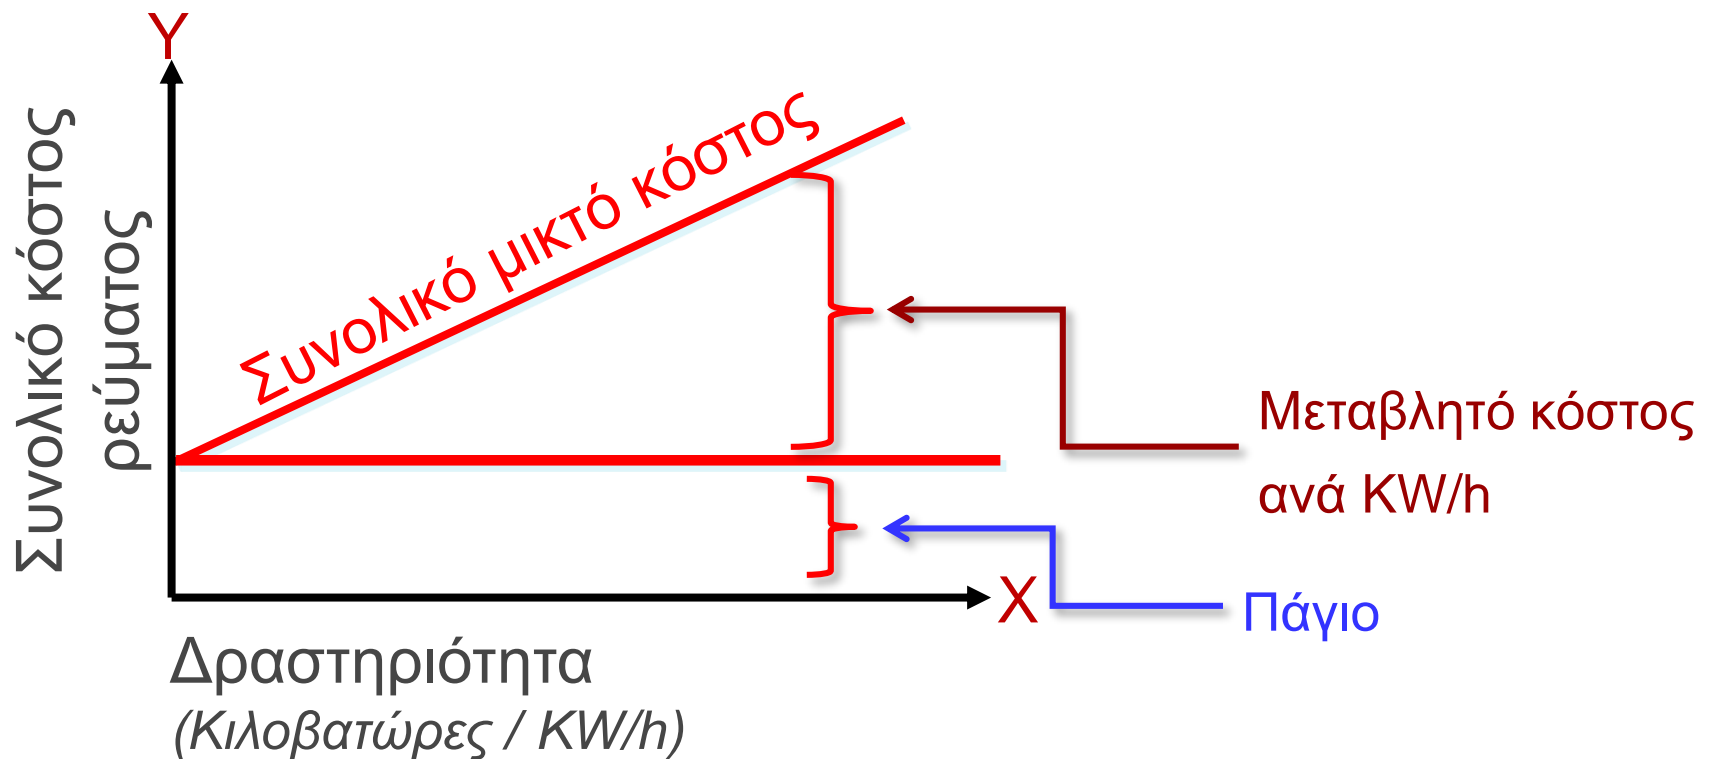 Y
Συνολικό κόστος
ρεύματος
Συνολικό μικτό κόστος
Μεταβλητό κόστος
ανά KW/h
Πάγιο
X
Δραστηριότητα
(Κιλοβατώρες / KW/h)